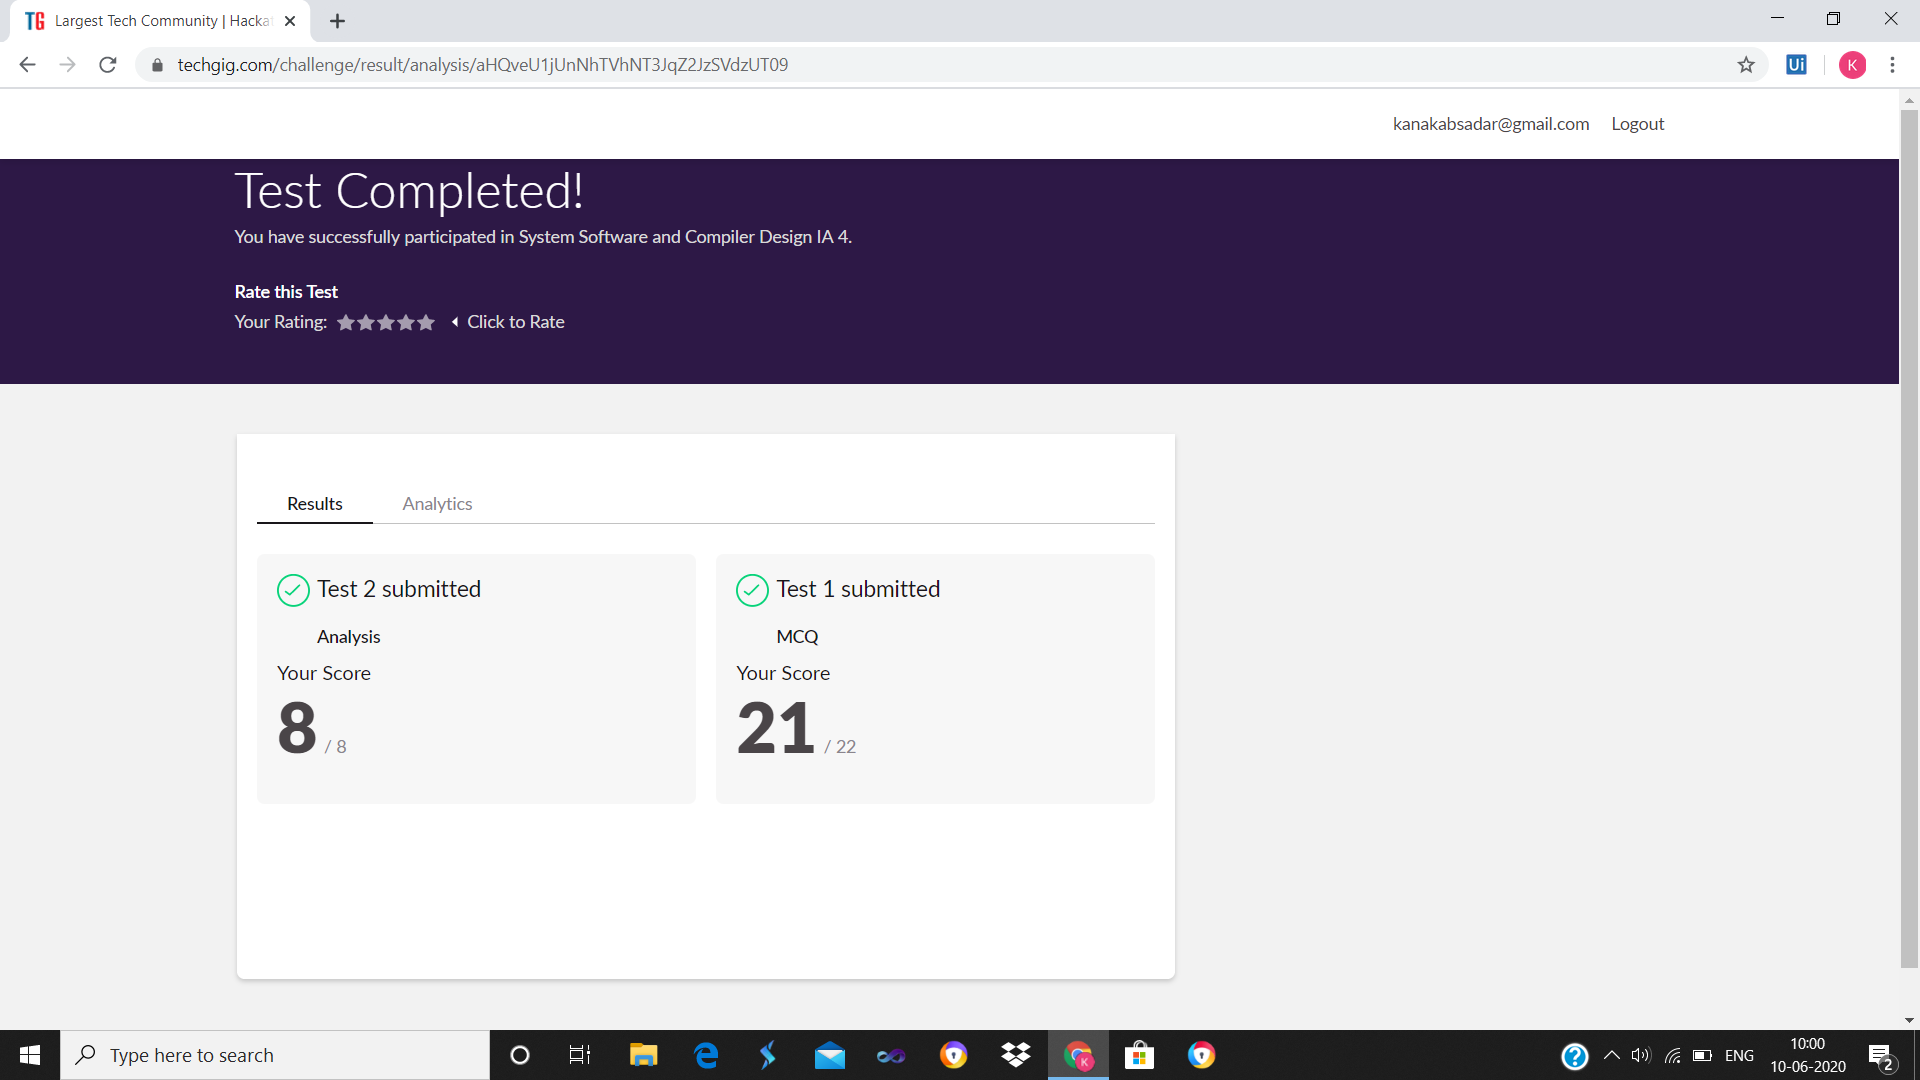 TG Largest Tech Community | Hacka
techgig.com/challenge/result/analysis/aHQveU1jUnNhTVhNT3JqZ2JzSVdzUT09
Ui
K
kanakabsadar@gmail.com Logout
Test Completed!
You have successfully participated in System Software and Compiler Design IA 4.
Rate this Test
Your Rating: Click to Rate
Results Analytics
Test 2 submitted
Analysis
Your Score
8 / 8
Test 1 submitted
MCQ
Your Score
21 / 22
Type here to search
K
ENG
10:00
10-06-2020
2